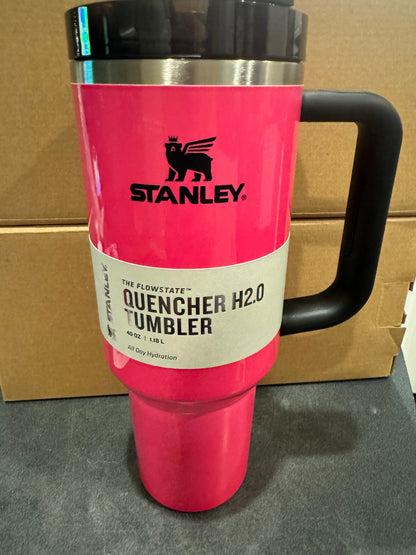 STANLEY®
STANLEY
THE FLOWSTATE™
QUENCHER H2.0
TUMBLER
40 OZ | 1.18 L
All Day Hydration